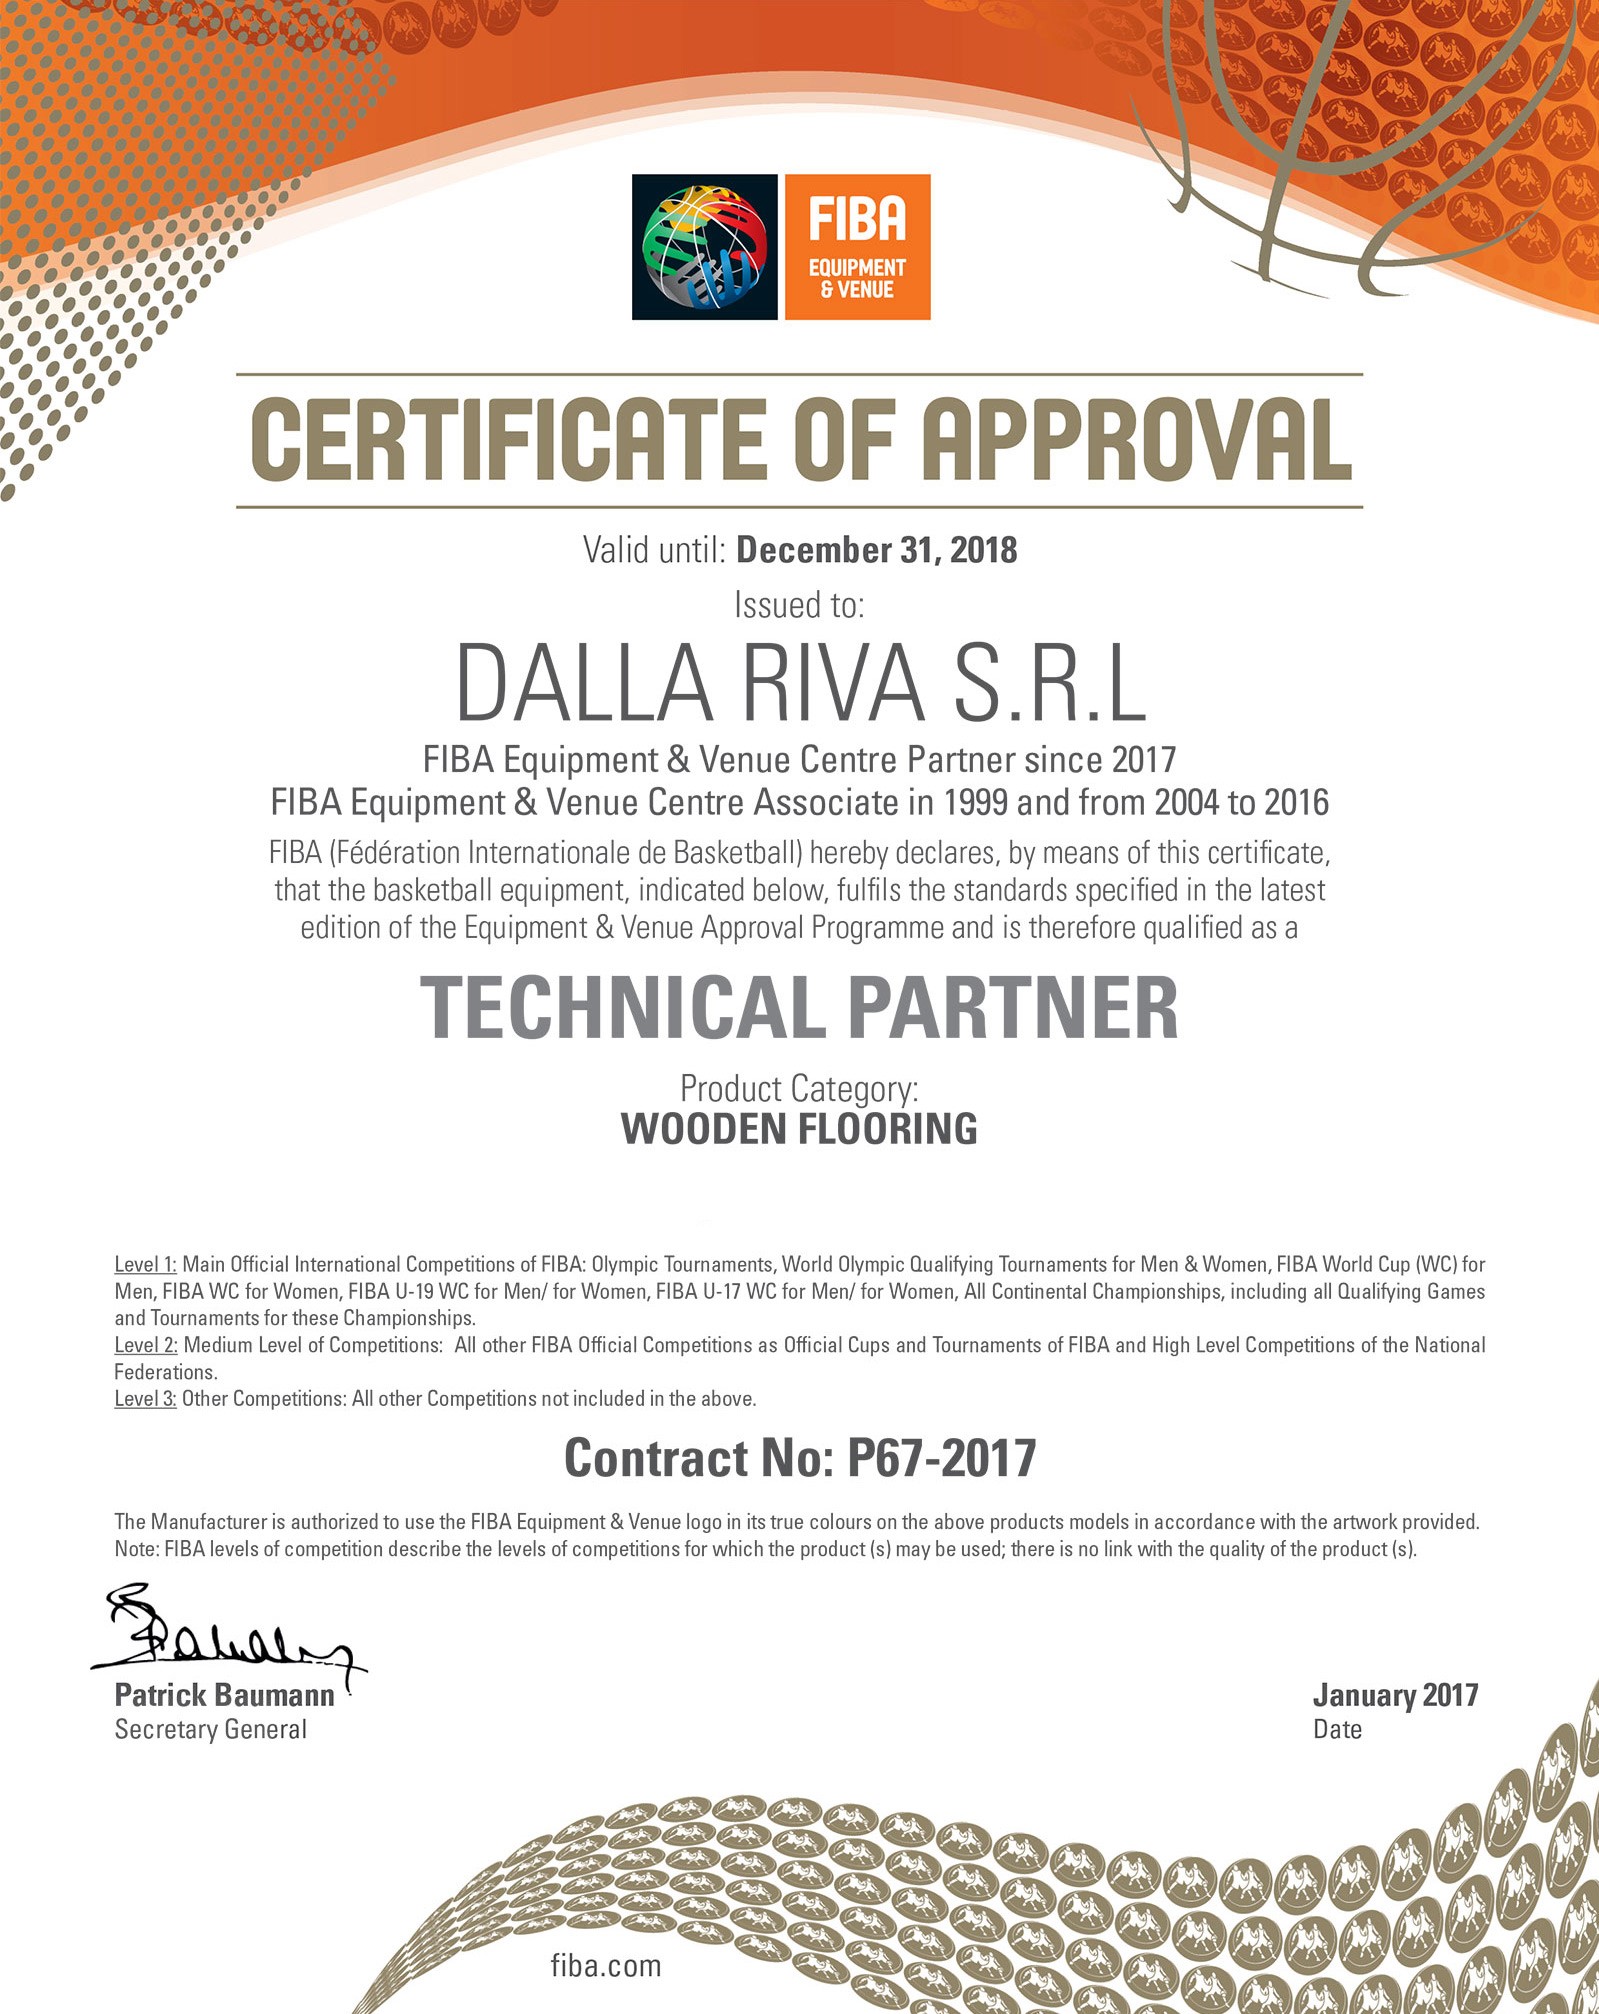 FIBA
EQUIPMENT
& VENUE
CERTIFICATE OF APPROVAL
Valid until: December 31, 2018
Issued to:
DALLA RIVA S.R.L
FIBA Equipment & Venue Centre Partner since 2017
FIBA Equipment & Venue Centre Associate in 1999 and from 2004 to 2016
FIBA (Fédération Internationale de Basketball) hereby declares, by means of this certificate,
that the basketball equipment, indicated below, fulfils the standards specified in the latest
edition of the Equipment & Venue Approval Programme and is therefore qualified as a
TECHNICAL PARTNER
Product Category:
WOODEN FLOORING
Level 1: Main Official International Competitions of FIBA: Olympic Tournaments, World Olympic Qualifying Tournaments for Men & Women, FIBA World Cup (WC) for
Men, FIBA WC for Women, FIBA U-19 WC for Men/ for Women, FIBA U-17 WC for Men/ for Women, All Continental Championships, including all Qualifying Games
and Tournaments for these Championships.
Level 2: Medium Level of Competitions: All other FIBA Official Competitions as Official Cups and Tournaments of FIBA and High Level Competitions of the National
Federations.
Level 3: Other Competitions: All other Competitions not included in the above.
Contract No: P67-2017
The Manufacturer is authorized to use the FIBA Equipment & Venue logo in its true colours on the above products models in accordance with the artwork provided.
Note: FIBA levels of competition describe the levels of competitions for which the product (s) may be used; there is no link with the quality of the product (s).
Patrick Baumann
Secretary General
January 2017
Date
fiba.com